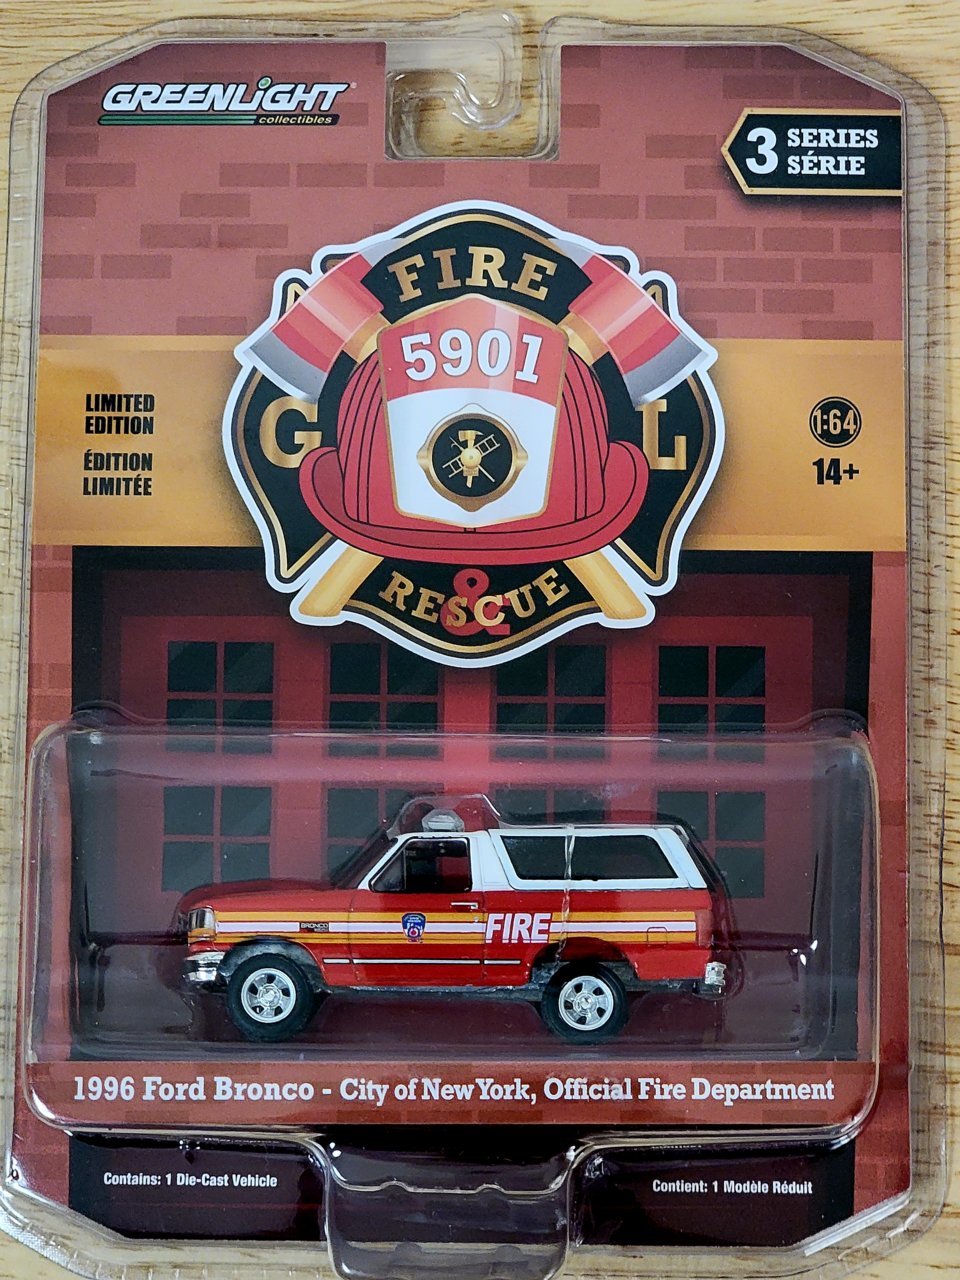 GREENLiGHT
collectibles
3 SERIES
SÉRIE
FIRE
5901
G L
& RESCUE
LIMITED
EDITION
ÉDITION
LIMITÉE
1:64
14+
BRONCO
FIRE
1996 Ford Bronco - City of New York, Official Fire Department
Contains: 1 Die-Cast Vehicle
Contient: 1 Modèle Réduit